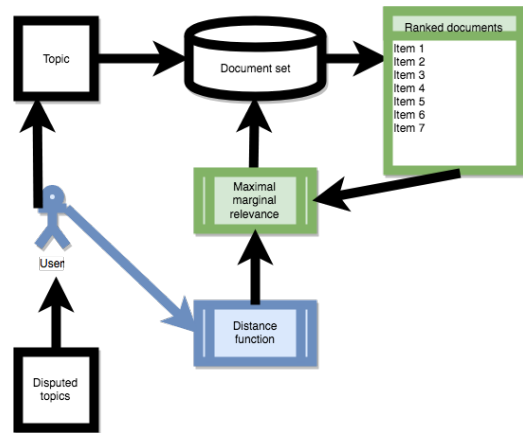 Topic
Document set
Ranked documents
Item 1
Item 2
Item 3
Item 4
Item 5
Item 6
Item 7
Maximal
marginal
relevance
User
Distance
function
Disputed
topics